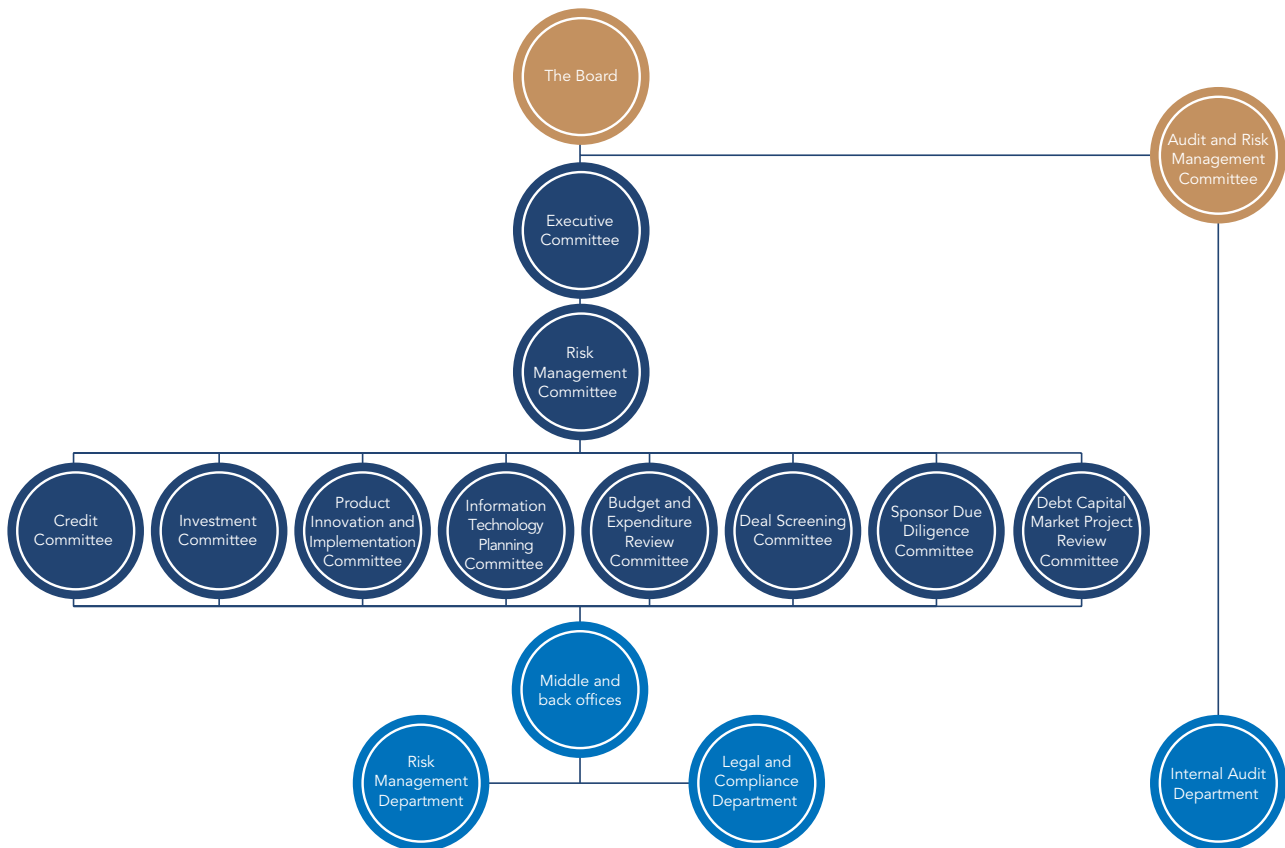 The Board
Audit and Risk
Management
Committee
Executive
Committee
Risk
Management
Committee
Credit
Committee
Investment
Committee
Product
Innovation and
Implementation
Committee
Information
Technology
Planning
Committee
Budget and
Expenditure
Review
Committee
Deal Screening
Committee
Sponsor Due
Diligence
Committee
Debt Capital
Market Project
Review
Committee
Middle and
back offices
Risk
Management
Department
Legal and
Compliance
Department
Internal Audit
Department